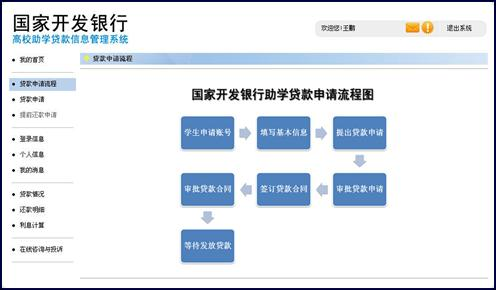 国家开发银行
高校助学贷款信息管理系统
欢迎您!王鹏
退出系统
我的首页
贷款申请流程
贷款申请
提前还款申请
登录信息
个人信息
我的消息
贷款情况
还款明细
利息计算
在线咨询与投诉
贷款申请流程
国家开发银行助学贷款申请流程图
学生申请账号
填写基本信息
提出贷款申请
审批贷款合同
签订贷款合同
审批贷款申请
等待发放贷款